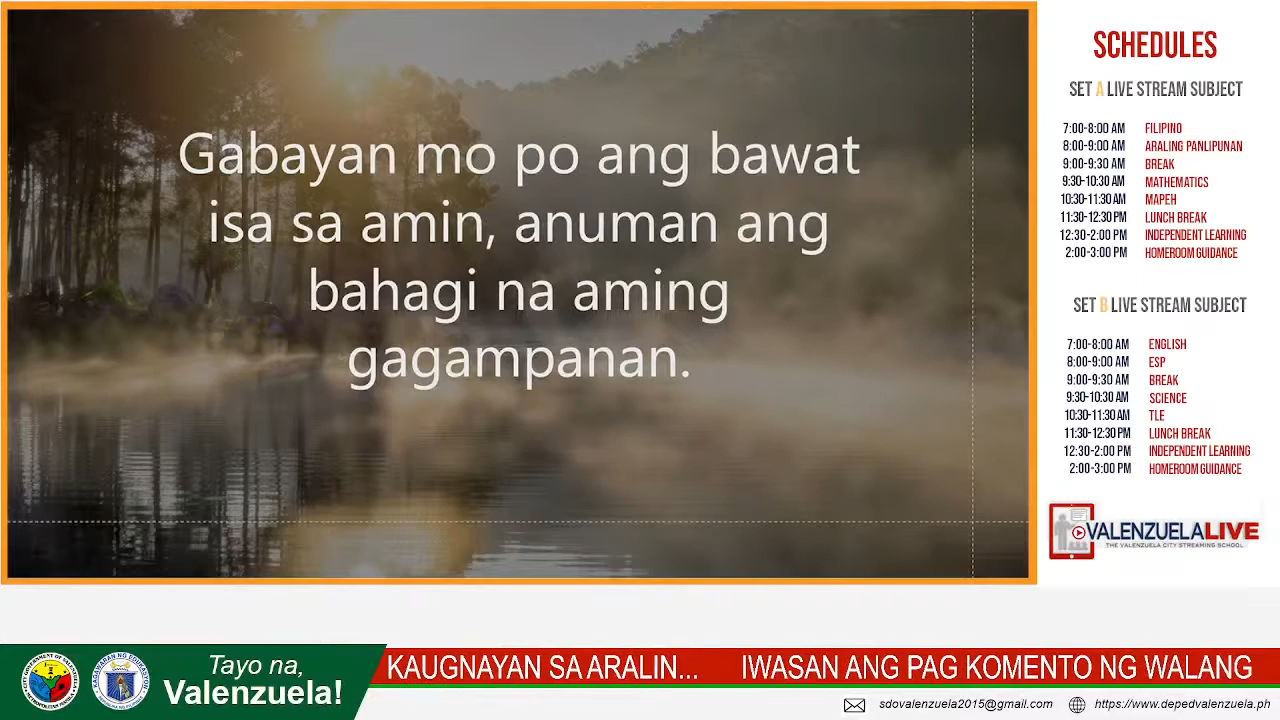 Gabayan mo po ang bawat
isa sa amin, anuman ang
bahagi na aming
gagampanan.
SCHEDULES
SET A LIVE STREAM SUBJECT
7:00-8:00 AM FILIPINO
8:00-9:00 AM ARALING PANLIPUNAN
9:00-9:30 AM BREAK
9:30-10:30 AM MATHEMATICS
10:30-11:30 AM MAPEH
11:30-12:30 PM LUNCH BREAK
12:30-2:00 PM INDEPENDENT LEARNING
2:00-3:00 PM HOMEROOM GUIDANCE
SET B LIVE STREAM SUBJECT
7:00-8:00 AM ENGLISH
8:00-9:00 AM ESP
9:00-9:30 AM BREAK
9:30-10:30 AM SCIENCE
10:30-11:30 AM TLE
11:30-12:30 PM LUNCH BREAK
12:30-2:00 PM INDEPENDENT LEARNING
2:00-3:00 PM HOMEROOM GUIDANCE
VALENZUELALIVE
THE VALENZUELA CITY STREAMING SCHOOL
Tayo na,
Valenzuela!
KAUGNAYAN SA ARALIN... IWASAN ANG PAG KOMENTO NG WALANG
sdovalenzuela2015@gmail.com https://www.depedvalenzuela.ph